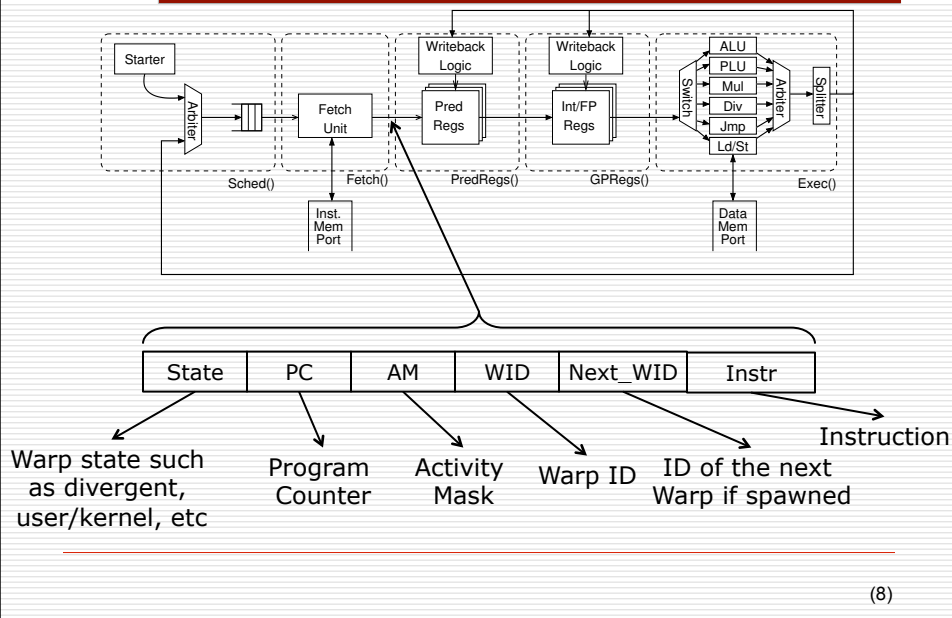 Starter
Arbiter
Sched()
Fetch
Unit
Fetch()
Inst.
Mem
Port
Writeback
Logic
Pred
Regs
PredRegs()
Writeback
Logic
Int/FP
Regs
GPRegs()
Switch
ALU
PLU
Mul
Div
Jmp
Ld/St
Arbiter
Splitter
Exec()
Data
Mem
Port
State PC AM WID Next_WID Instr
Warp state such
as divergent,
user/kernel, etc
Program
Counter
Activity
Mask
Warp ID
ID of the next
Warp if spawned
Instruction
(8)